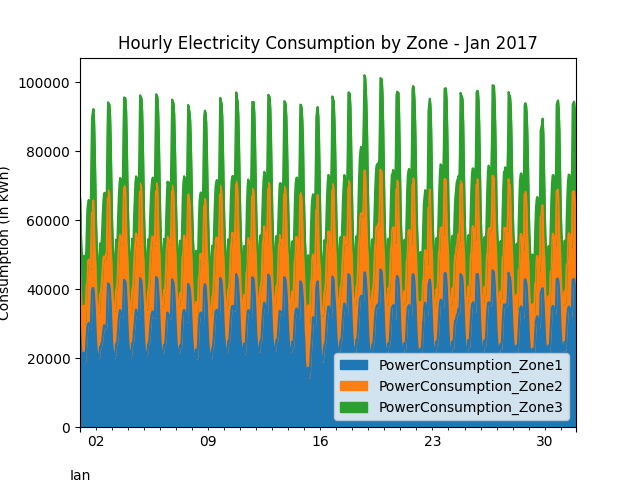 Hourly Electricity Consumption by Zone - Jan 2017
100000
80000
60000
40000
20000
0
Consumption (in kWh)
PowerConsumption_Zone1
PowerConsumption_Zone2
PowerConsumption_Zone3
02 09 16 23 30
Jan